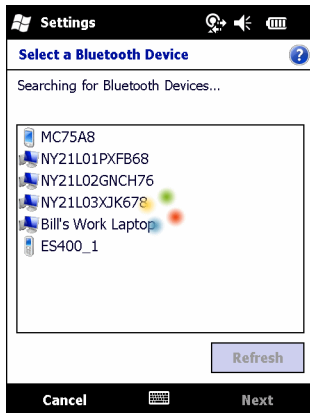 Settings
Select a Bluetooth Device
?
Searching for Bluetooth Devices...
MC75A8
NY21L01PXFB68
NY21L02GNCH76
NY21L03XJK678
Bill's Work Laptop
ES400_1
Refresh
Cancel Next